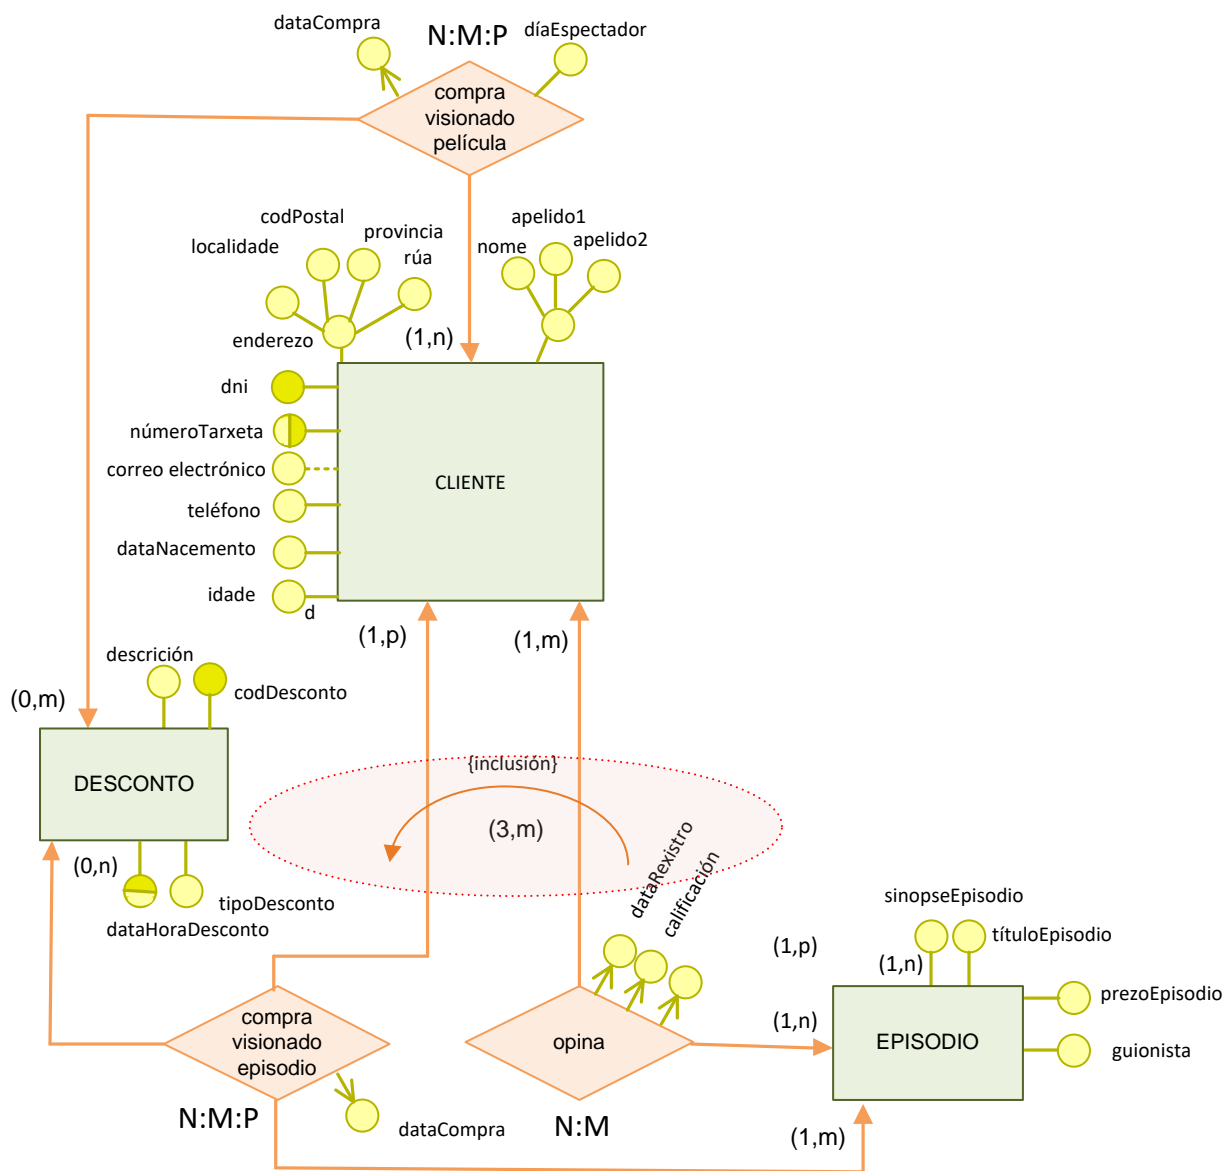 dataCompra
N:M:P
díaEspectador
compra
visionado
película
codPostal
localidade
provincia
rúa
apelido1
nome
apelido2
enderezo
(1,n)
dni
númeroTarxeta
correo electrónico
CLIENTE
teléfono
dataNacemento
idade
d
(1,p)
(1,m)
descrición
codDesconto
(0,m)
DESCONTO
{inclusión}
(3,m)
(0,n)
tipoDesconto
dataHoraDesconto
dataRexistro
calificación
sinopseEpisodio
títuloEpisodio
(1,p)
(1,n)
prezoEpisodio
compra
visionado
episodio
opina
(1,n)
EPISODIO
guionista
N:M:P
dataCompra
N:M
(1,m)